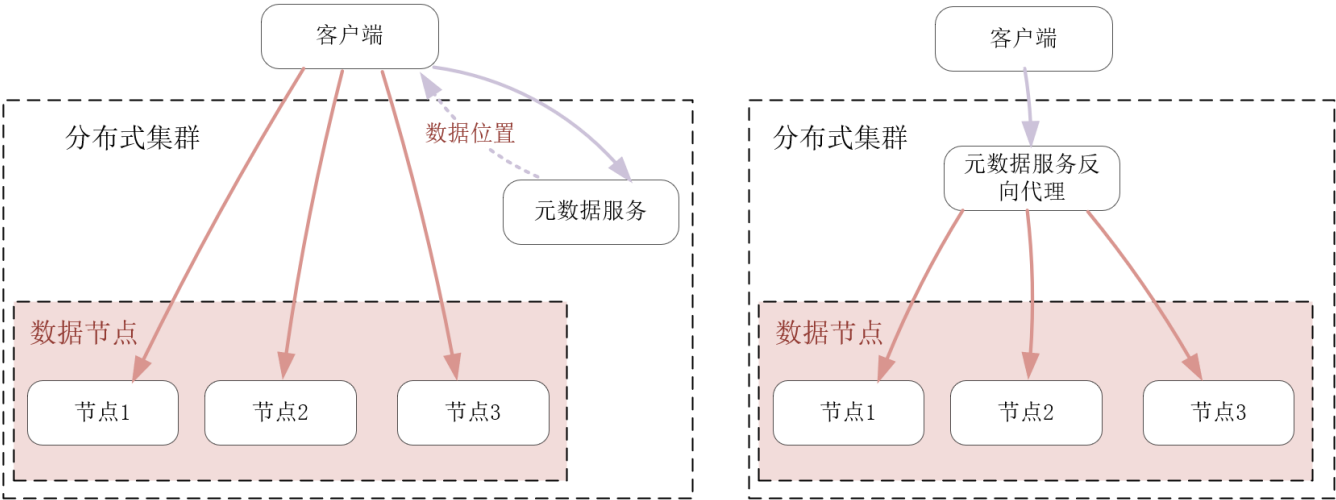 客户端
分布式集群
数据位置
元数据服务
数据节点
节点1
节点2
节点3
客户端
分布式集群
元数据服务反
向代理
数据节点
节点1
节点2
节点3